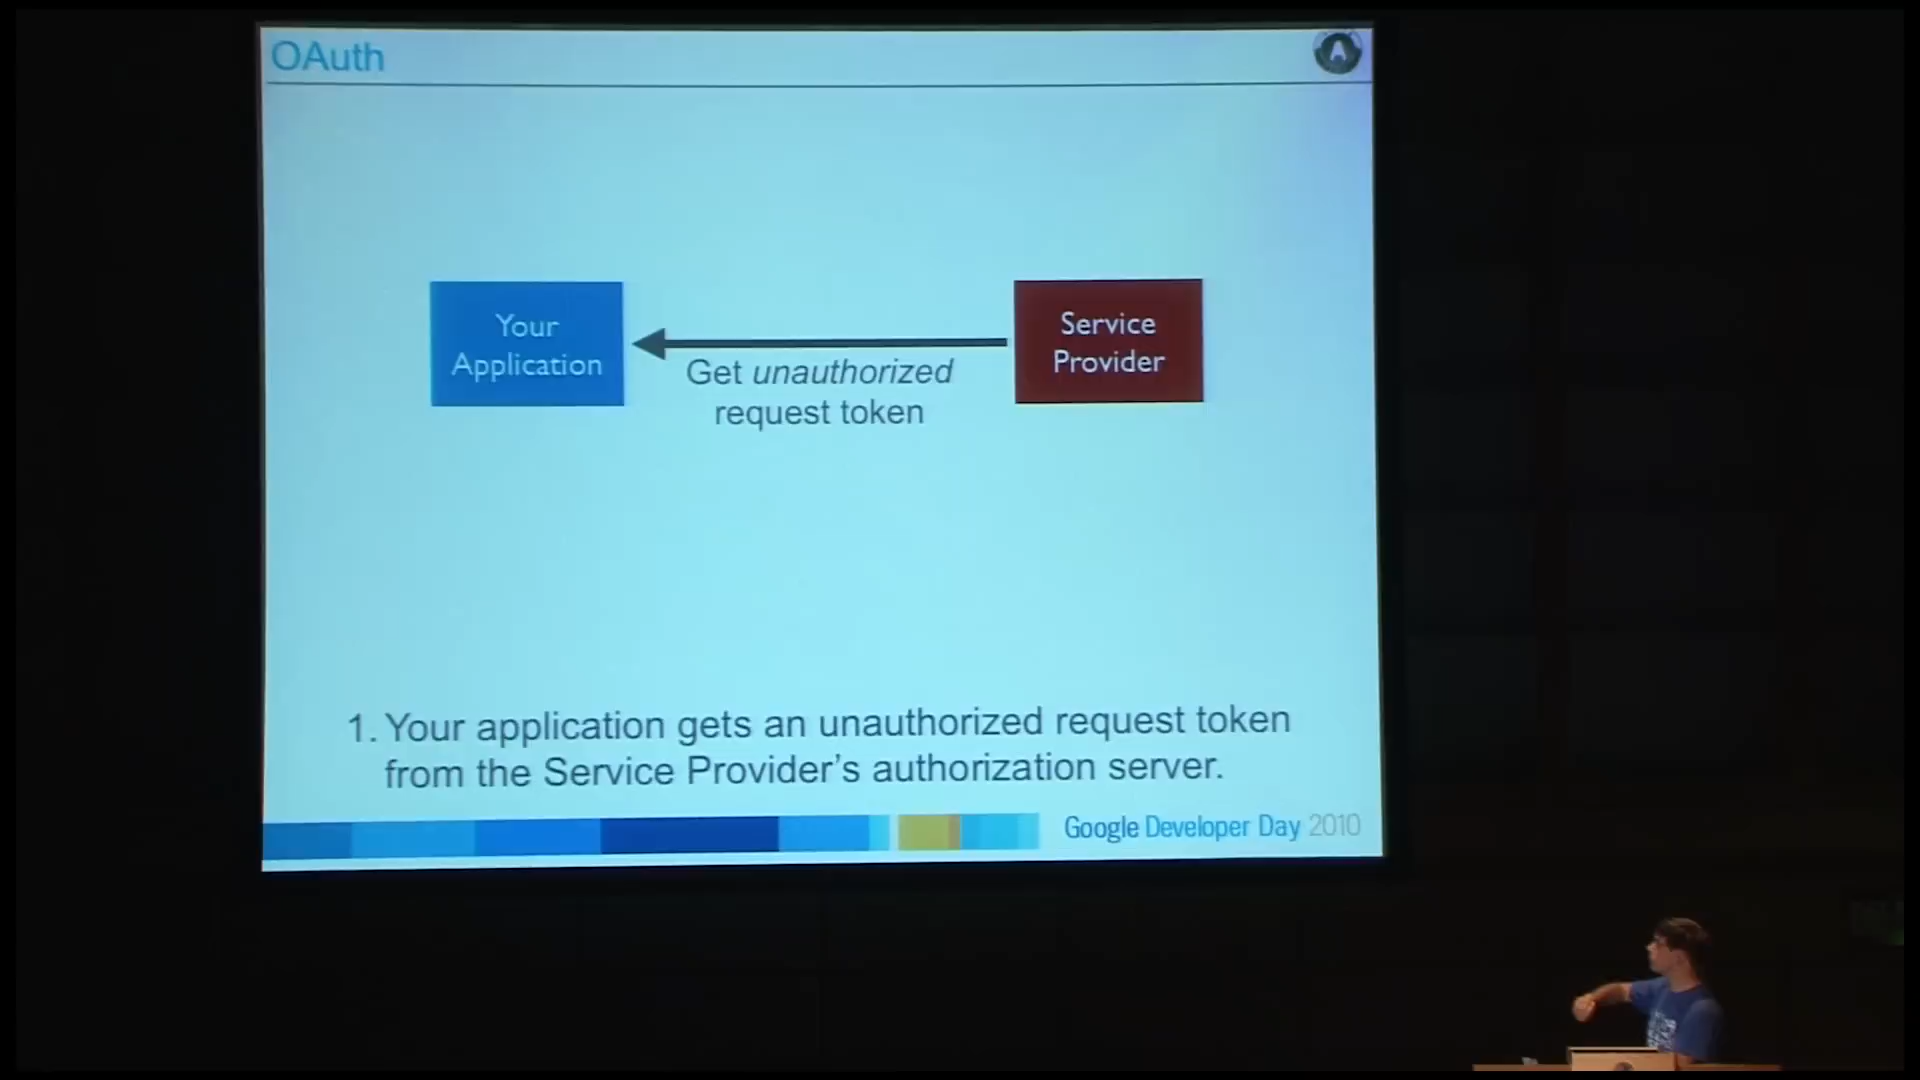 OAuth
A
Your
Application
Get unauthorized
request token
Service
Provider
1. Your application gets an unauthorized request token
from the Service Provider's authorization server.
Google Developer Day 2010